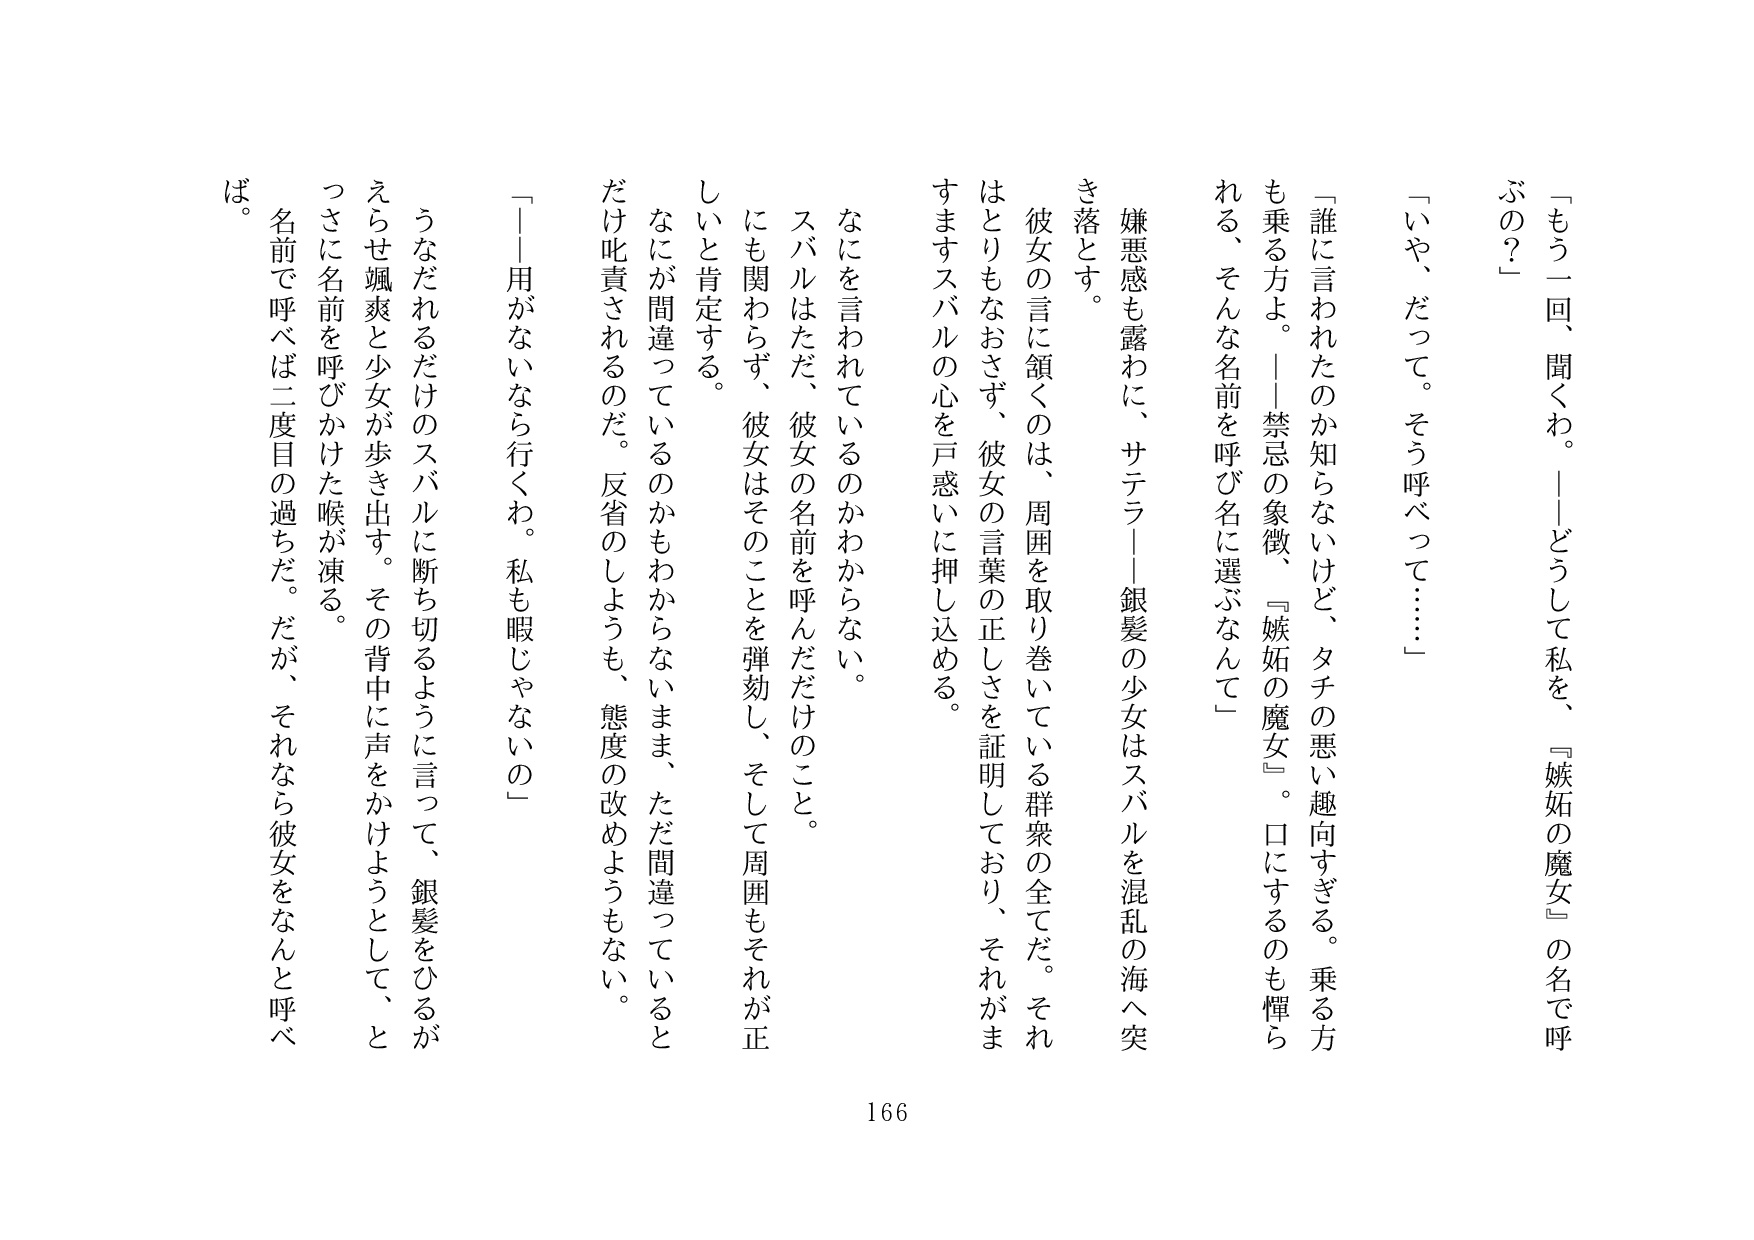 「もう一回、聞くわ。――どうして私を、『嫉妬の魔女』の名で呼
ぶの？」
「いや、だって。そう呼べって……」
「誰に言われたのか知らないけど、タチの悪い趣向すぎる。乗る方
も乗る方よ。――禁忌の象徴、『嫉妬の魔女』。口にするのも憚ら
れる、そんな名前を呼び名に選ぶなんて」
嫌悪感も露わに、サテラ――銀髪の少女はスバルを混乱の海へ突
き落とす。
彼女の言に頷くのは、周囲を取り巻いている群衆の全てだ。それ
はとりもなおさず、彼女の言葉の正しさを証明しており、それがま
すますスバルの心を戸惑いに押し込める。
なにを言われているのかわからない。
スバルはただ、彼女の名前を呼んだだけのこと。
にも関わらず、彼女はそのことを弾劾し、そして周囲もそれが正
しいと肯定する。
なにが間違っているのかもわからないまま、ただ間違っていると
だけ叱責されるのだ。反省のしようも、態度の改めようもない。
「――用がないなら行くわ。私も暇じゃないの」
うなだれるだけのスバルに断ち切るように言って、銀髪をひるが
えらせ颯爽と少女が歩き出す。その背中に声をかけようとして、と
っさに名前を呼びかけた喉が凍る。
名前で呼べば二度目の過ちだ。だが、それなら彼女をなんと呼べ
ば。
166